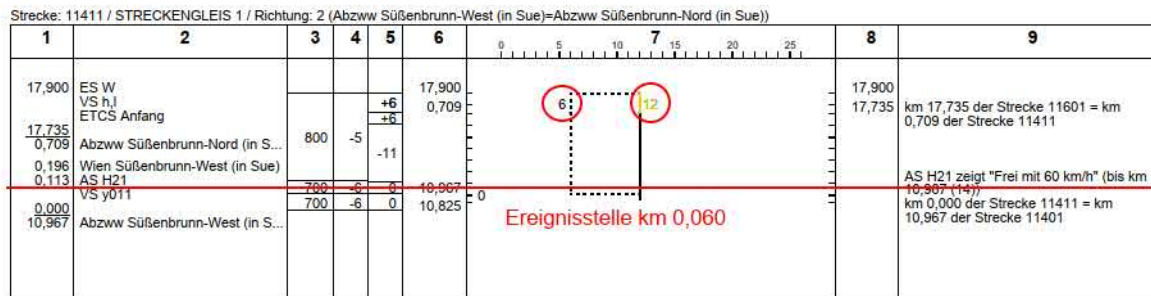 Strecke: 11411 / STRECKENGLEIS 1 / Richtung: 2 (Abzww Süßenbrunn-West (in Sue)=Abzww Süßenbrunn-Nord (in Sue))
1 2 3 4 5 6 7 8 9
0 5 10 15 20 25
17,900 ES W 17,900 17,900
VS h,l +6 0,709 6 12 17,735 km 17,735 der Strecke 11601 = km
ETCS Anfang +6 0,709 der Strecke 11411
17,735
0,709 Abzww Süßenbrunn-Nord (in S... 800 -5
-11
0,196 Wien Süßenbrunn-West (in Sue)
0,113 AS H21 AS H21 zeigt "Frei mit 60 km/h" (bis km
700 -6 0 10,967 10,967 (14))
VS y011 0
0,000 700 -6 0 10,825 km 0,000 der Strecke 11411 = km
10,967 Abzww Süßenbrunn-West (in S... 10,967 der Strecke 11401
Ereignisstelle km 0,060